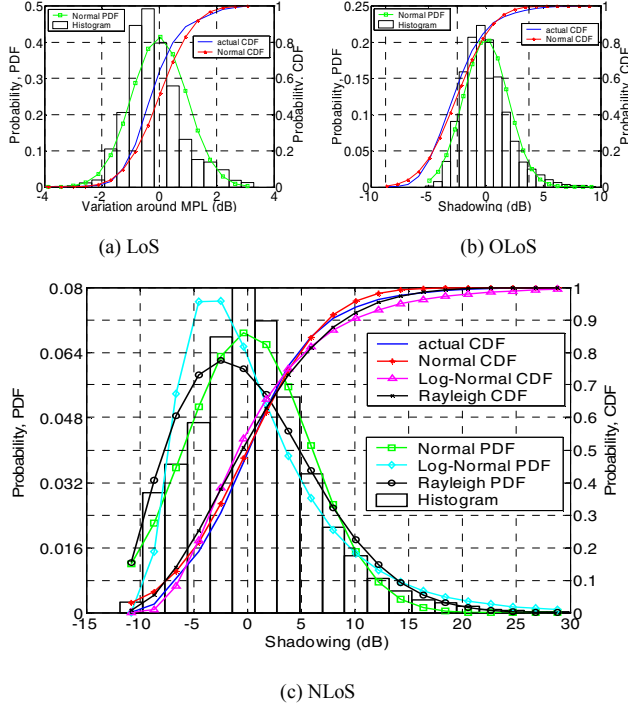 0.5
0.4
0.3
0.2
0.1
0
Probability, PDF
Normal PDF
Histogram
actual CDF
Normal CDF
1
0.8
0.6
0.4
0.2
0
Probability. CDF
-4 -2 0 2 4
Variation around MPL (dB)
(a) LoS
0.25
0.2
0.15
0.1
0.05
0
Probability, PDF
Normal PDF
Histogram
actual CDF
Normal CDF
1
0.8
0.6
0.4
0.2
0
Probability, CDF
-10 -5 0 5 10
Shadowing (dB)
(b) OLoS
0.08
0.064
0.048
0.032
0.016
0
Probability, PDF
actual CDF
Normal CDF
Log-Normal CDF
Rayleigh CDF
Normal PDF
Log-Normal PDF
Rayleigh PDF
Histogram
1
0.9
0.8
0.7
0.6
0.5
0.4
0.3
0.2
0.1
0
Probability, CDF
-15 -10 -5 0 5 10 15 20 25 30
Shadowing (dB)
(c) NLoS